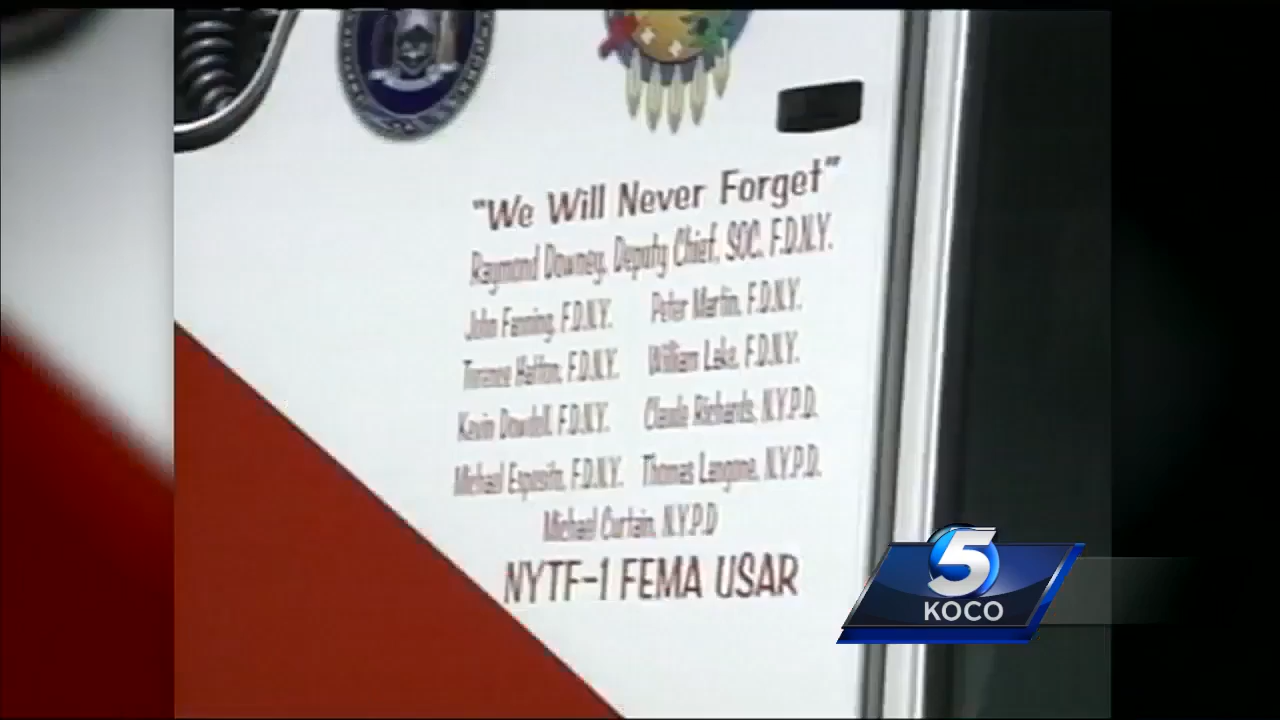 "We Will Never Forget"
Raymond Downey, Deputy Chief, SOC, F.D.N.Y.
John Fanning, F.D.N.Y. Peter Martin, F.D.N.Y.
Terence Hatton, F.D.N.Y. William Lake, F.D.N.Y.
Kevin Dowdell, F.D.N.Y. Claude Richards, N.Y.P.D.
Michael Esposito, F.D.N.Y. Thomas Langone, N.Y.P.D.
Michael Curtain, N.Y.P.D
NYTF-1 FEMA USAR
5
KOCO